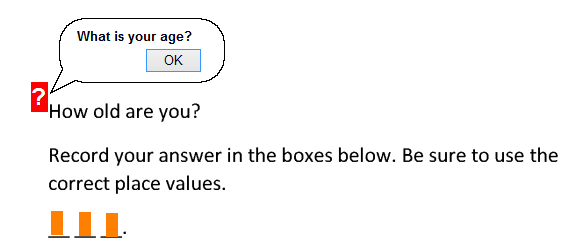 What is your age?
OK
?
How old are you?
Record your answer in the boxes below. Be sure to use the
correct place values.
_ _ _.